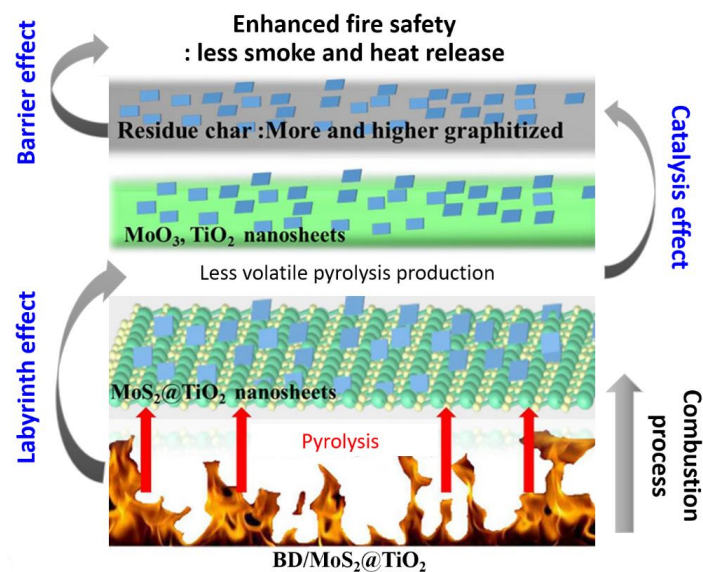 Enhanced fire safety
: less smoke and heat release
Barrier effect
Residue char :More and higher graphitized
Catalysis effect
MoO₃, TiO₂ nanosheets
Less volatile pyrolysis production
Labyrinth effect
MoS₂@TiO₂ nanosheets
Pyrolysis
Combustion
process
BD/MoS₂@TiO₂